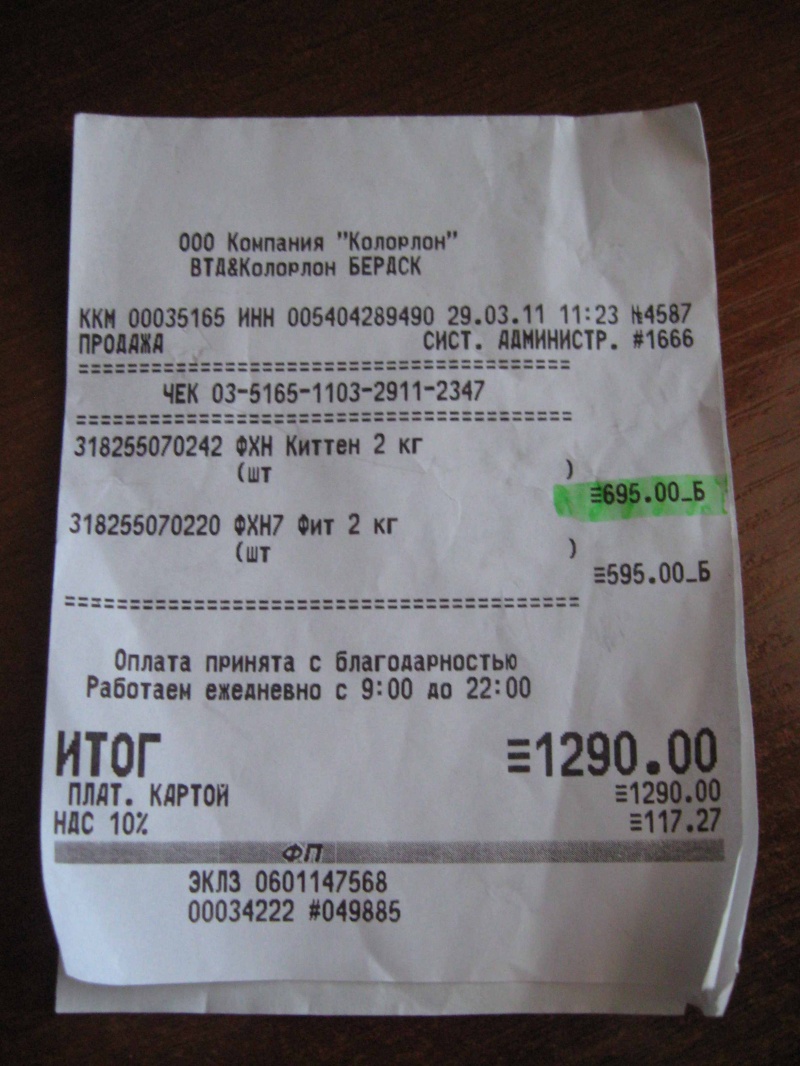 ООО Компания "Колорлон"
ВТД&Колорлон БЕРДСК
ККМ 00035165 ИНН 005404289490 29.03.11 11:23 №4587
ПРОДАЖА СИСТ. АДМИНИСТР. #1666
=========================================
ЧЕК 03-5165-1103-2911-2347
=========================================
318255070242 ФХН Киттен 2 кг
(шт )
≡695.00_Б
318255070220 ФХН7 Фит 2 кг
(шт )
≡595.00_Б
=========================================
Оплата принята с благодарностью
Работаем ежедневно с 9:00 до 22:00
ИТОГ ≡1290.00
ПЛАТ. КАРТОЙ ≡1290.00
НДС 10% ≡117.27
ФП
ЭКЛЗ 0601147568
00034222 #049885